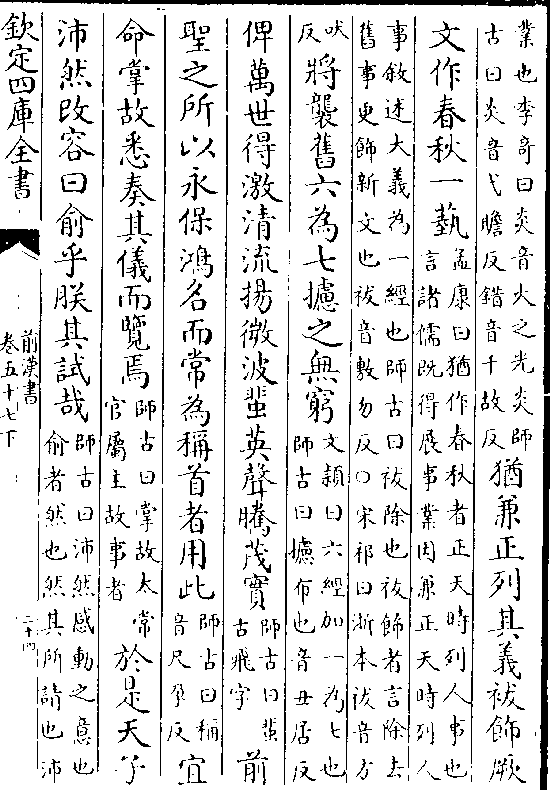 業也李奇曰炎音火之光炎師
古曰炎音弋贍反錯音千故反
猶兼正列其義祓飾厥
文作春秋一藝
孟康曰猶作春秋者正天時列人事也
言諸儒既得展事業因兼正天時列人
事敘述大義為一經也師古曰祓除也祓飾者言除去
舊事更飾新文也祓音敷勿反○宋祁曰浙本祓音方
吠
反
將襲舊六為七攄之無窮
文穎曰六經加一為七也
師古曰攄布也音丑居反
俾萬世得激清流揚微波蜚英聲騰茂實
師古曰蜚
古飛字
前
聖之所以永保鴻名而常為稱首者用此
師古曰稱
音尺孕反
宜
命掌故悉奏其儀而覽焉
師古曰掌故太常
官屬主故事者
於是天子
沛然改容曰俞乎朕其試哉
師古曰沛然感動之意也
俞者然也然其所請也沛
欽定四庫全書
前漢書
卷五十七下
二十四